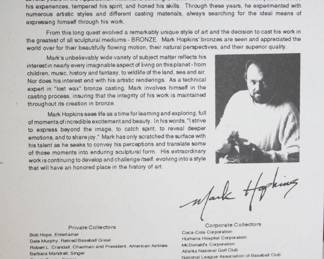 his experiences, tempered his spirit, and honed his skills. Through these years, he experimented with
numerous artistic styles and different casting materials, always searching for the ideal means of
expressing himself through his work.
From this long quest evolved a remarkably unique style of art and the decision to cast his work in
the greatest of all sculptural mediums - BRONZE. Mark Hopkins' bronzes are seen and appreciated the
world over for their beautifully flowing motion, their natural perspectives, and their superior quality.
Mark's unbelievably wide variety of subject matter reflects his
interest in nearly every imaginable aspect of living on this planet - from
children, music, history and fantasy, to wildlife of the land, sea and air.
Nor does his interest end with his artistic renderings. As a technical
expert in "lost wax" bronze casting, Mark involves himself in the
casting process, insuring that the integrity of his work is maintained
throughout its creation in bronze.
Mark Hopkins sees life as a time for learning and exploring, full
of moments of incredible excitement and beauty. In his words, "I strive
to express beyond the image, to catch spirit, to reveal deeper
emotions, and to share joy." Mark has only scratched the surface with
his talent as he seeks to convey his perceptions and translate some
of those moments into enduring sculptural form. His extraordinary
work is continuing to develop and challenge itself, evolving into a style
that will have an honored place in the history of art.
Mark Hopkins
Private Collectors
Bob Hope, Entertainer
Gale Murphy, Retired Baseball Great
Robert L. Crandall, Chairman and President, American Airlines
Barbara Mandrell, Singer
Corporate Collectors
Coca-Cola Corporation
Humana Hospital Corporation
McDonald's Corporation
Atlanta National Golf Club
National League Association of Baseball Club